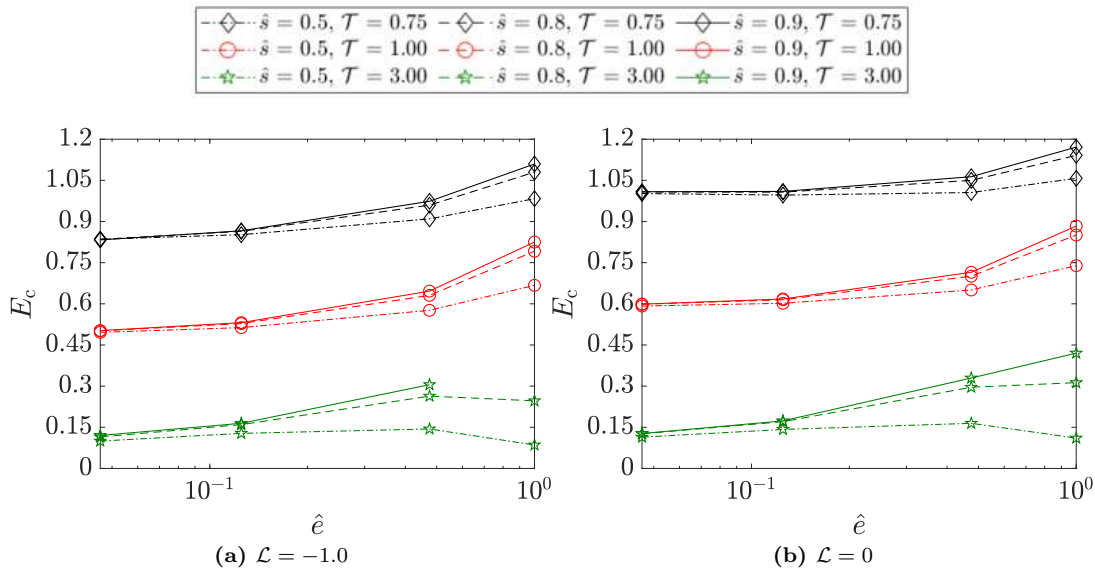 ŝ = 0.5, 𝒯 = 0.75 ŝ = 0.8, 𝒯 = 0.75 ŝ = 0.9, 𝒯 = 0.75
ŝ = 0.5, 𝒯 = 1.00 ŝ = 0.8, 𝒯 = 1.00 ŝ = 0.9, 𝒯 = 1.00
ŝ = 0.5, 𝒯 = 3.00 ŝ = 0.8, 𝒯 = 3.00 ŝ = 0.9, 𝒯 = 3.00
1.2
1.05
0.9
0.75
0.6
0.45
0.3
0.15
0
E_c
10⁻¹ 10⁰
ê
(a) ℒ = −1.0
1.2
1.05
0.9
0.75
0.6
0.45
0.3
0.15
0
E_c
10⁻¹ 10⁰
ê
(b) ℒ = 0